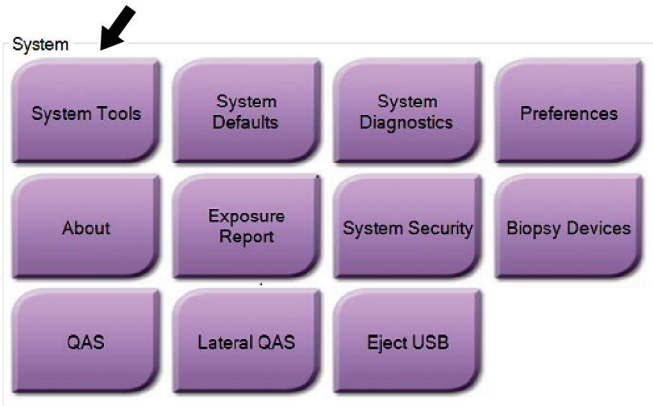 System
System Tools
System
Defaults
System
Diagnostics
Preferences
About
Exposure
Report
System Security
Biopsy Devices
QAS
Lateral QAS
Eject USB